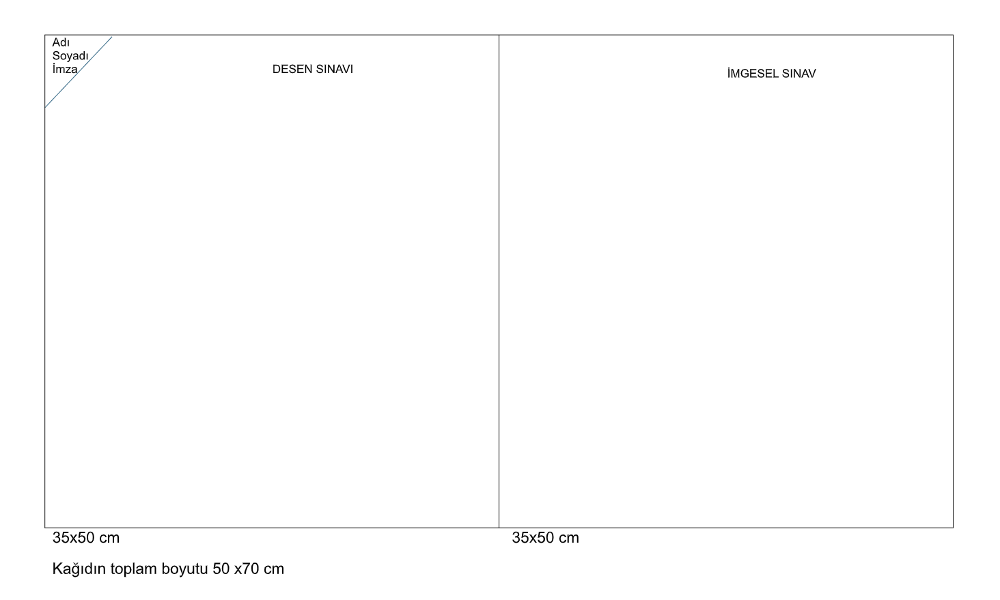 Adı
Soyadı
İmza
DESEN SINAVI
İMGESEL SINAV
35x50 cm
35x50 cm
Kağıdın toplam boyutu 50 x70 cm